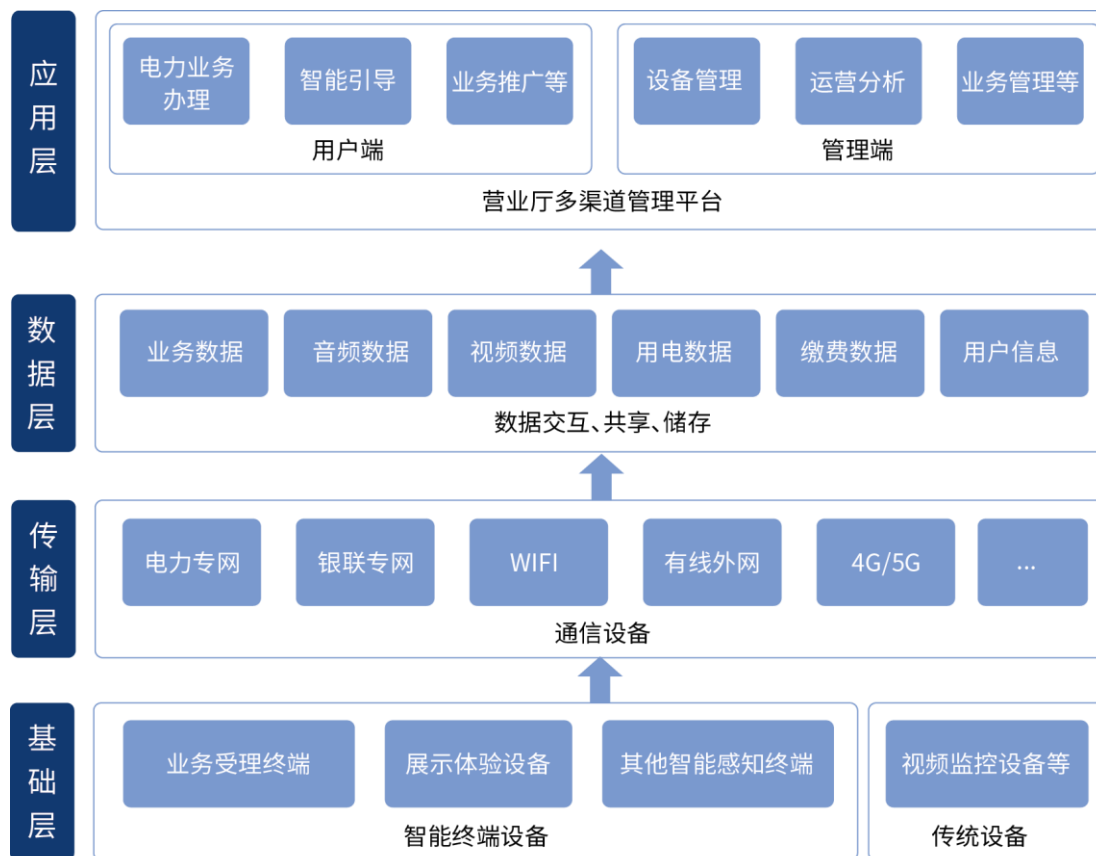 应用层
电力业务
办理
智能引导
业务推广等
用户端
设备管理
运营分析
业务管理等
管理端
营业厅多渠道管理平台
数据层
业务数据
音频数据
视频数据
用电数据
缴费数据
用户信息
数据交互、共享、储存
传输层
电力专网
银联专网
WIFI
有线外网
4G/5G
...
通信设备
基础层
业务受理终端
展示体验设备
其他智能感知终端
智能终端设备
视频监控设备等
传统设备